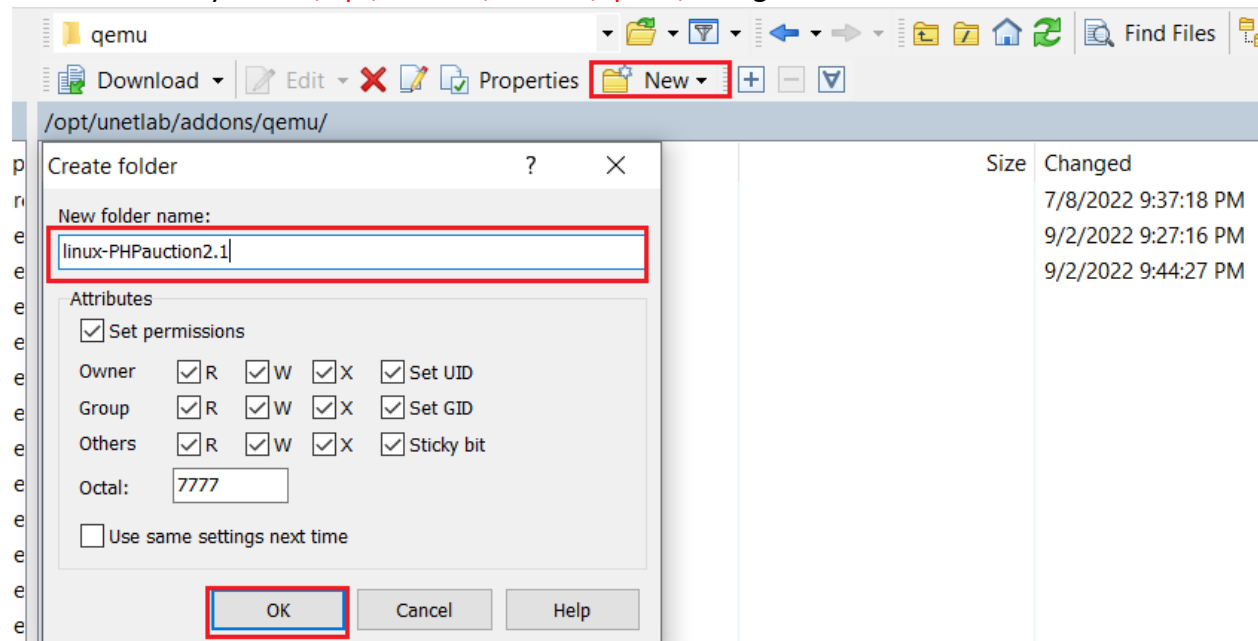 qemu
Find Files
Download Edit Properties New
/opt/unetlab/addons/qemu/
Create folder ? Size Changed
New folder name: 7/8/2022 9:37:18 PM
linux-PHPauction2.1 9/2/2022 9:27:16 PM
9/2/2022 9:44:27 PM
Attributes
Set permissions
Owner R W X Set UID
Group R W X Set GID
Others R W X Sticky bit
Octal: 7777
Use same settings next time
OK Cancel Help